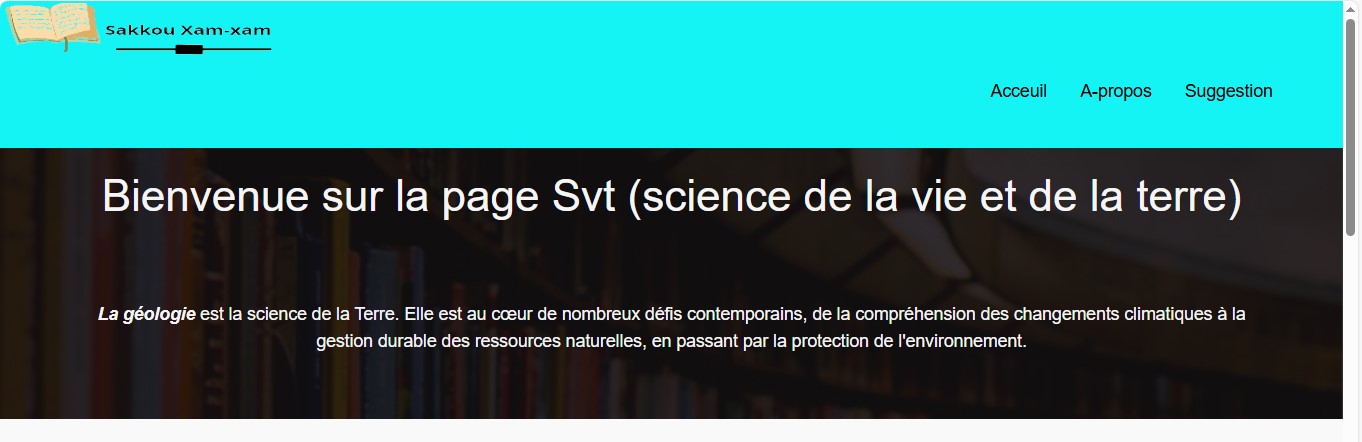 Sakkou Xam-xam
Acceuil A-propos Suggestion
Bienvenue sur la page Svt (science de la vie et de la terre)
La géologie est la science de la Terre. Elle est au cœur de nombreux défis contemporains, de la compréhension des changements climatiques à la
gestion durable des ressources naturelles, en passant par la protection de l'environnement.